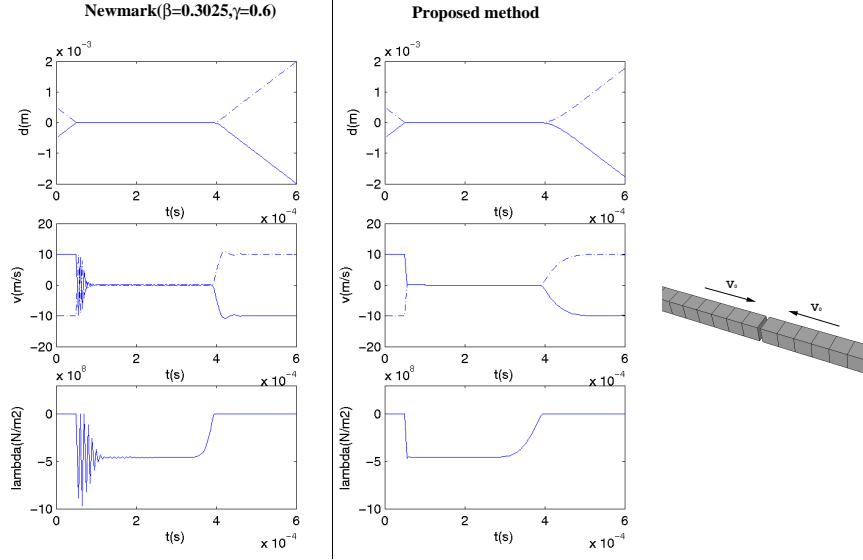 Newmark(β=0.3025,γ=0.6)
Proposed method
x 10⁻³
2
1
0
−1
−2
d(m)
0 2 4 6
t(s)
x 10⁻⁴
x 10⁻³
2
1
0
−1
−2
d(m)
0 2 4 6
t(s)
x 10⁻⁴
20
10
0
−10
−20
v(m/s)
0 2 4 6
t(s)
x 10⁻⁴
20
10
0
−10
−20
v(m/s)
0 2 4 6
t(s)
x 10⁻⁴
x 10⁸
0
−5
−10
lambda(N/m2)
0 2 4 6
t(s)
x 10⁻⁴
x 10⁸
0
−5
−10
lambda(N/m2)
0 2 4 6
t(s)
x 10⁻⁴
v₀
v₀